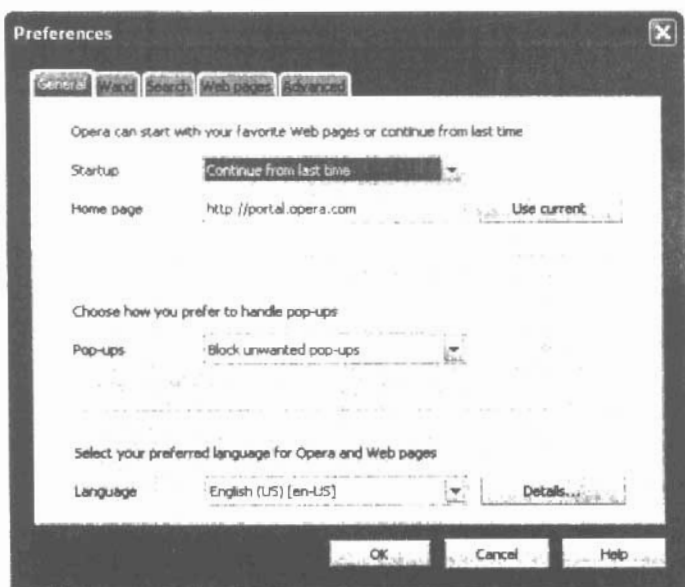 Preferences
General Wand Search Web pages Advanced
Opera can start with your favorite Web pages or continue from last time
Startup Continue from last time
Home page http://portal.opera.com Use current
Choose how you prefer to handle pop-ups
Pop-ups Block unwanted pop-ups
Select your preferred language for Opera and Web pages
Language English (US) [en-US] Details...
OK Cancel Help